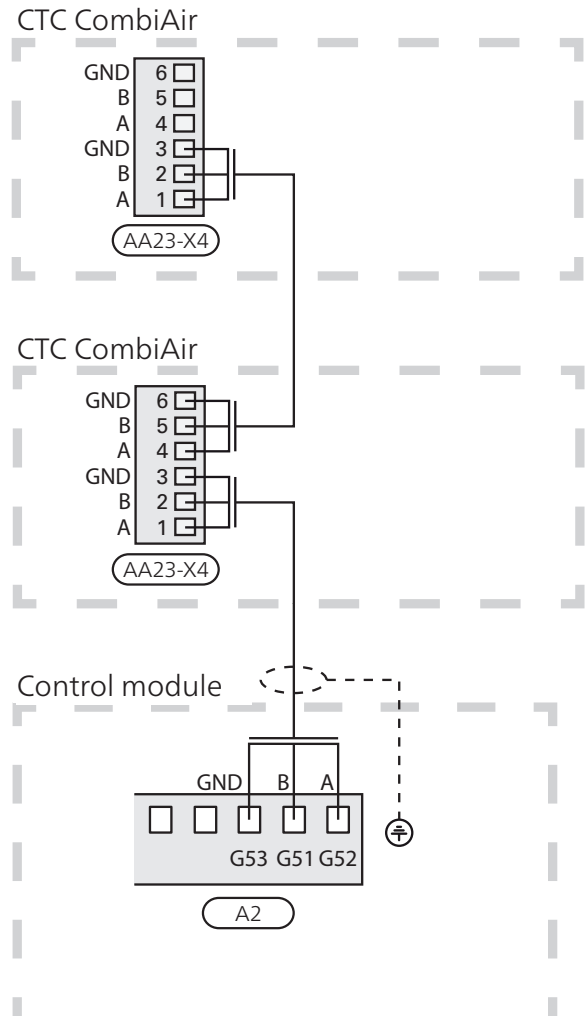 CTC CombiAir
GND 6
B 5
A 4
GND 3
B 2
A 1
AA23-X4
CTC CombiAir
GND 6
B 5
A 4
GND 3
B 2
A 1
AA23-X4
Control module
GND B A
G53 G51 G52
A2